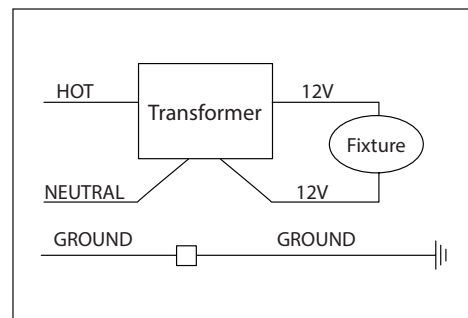 HOT
Transformer
12V
Fixture
NEUTRAL
12V
GROUND
GROUND